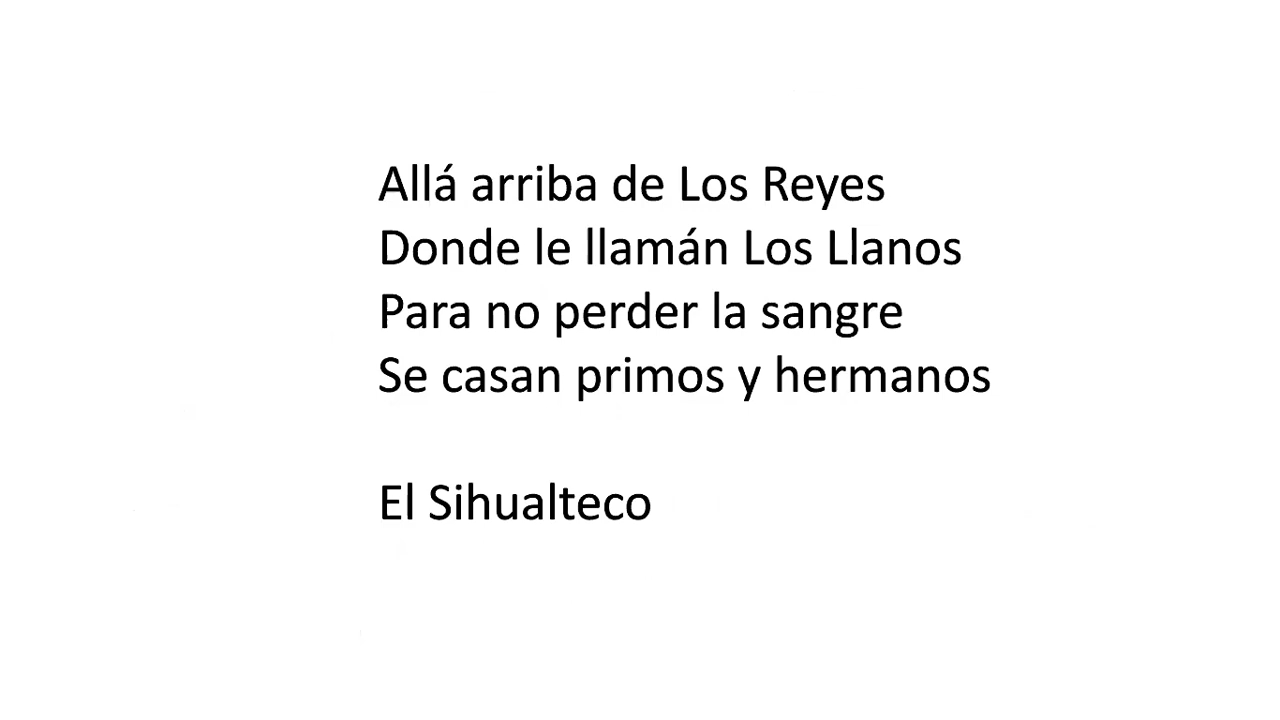 Allá arriba de Los Reyes
Donde le llamán Los Llanos
Para no perder la sangre
Se casan primos y hermanos
El Sihualteco